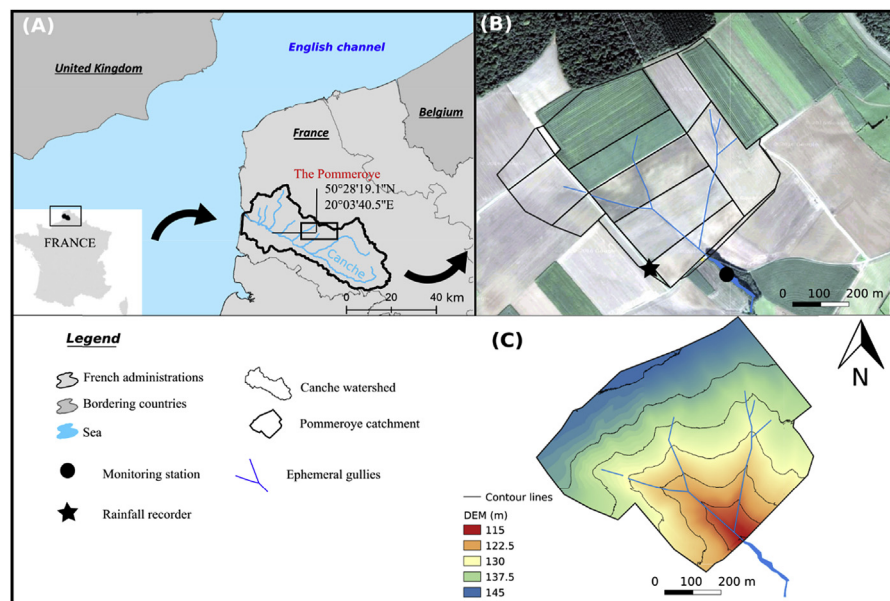 (A)
English channel
United Kingdom
Belgium
France
The Pommeroye
50°28'19.1"N
20°03'40.5"E
FRANCE
Canche
0 20 40 km
(B)
0 100 200 m
Legend
French administrations
Bordering countries
Sea
Monitoring station
Rainfall recorder
Canche watershed
Pommeroye catchment
Ephemeral gullies
(C)
N
Contour lines
DEM (m)
115
122.5
130
137.5
145
0 100 200 m